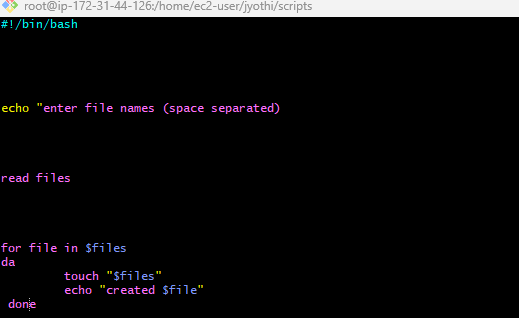 root@ip-172-31-44-126:/home/ec2-user/jyothi/scripts
#!/bin/bash
echo "enter file names (space separated)
read files
for file in $files
da
touch "$files"
echo "created $file"
done